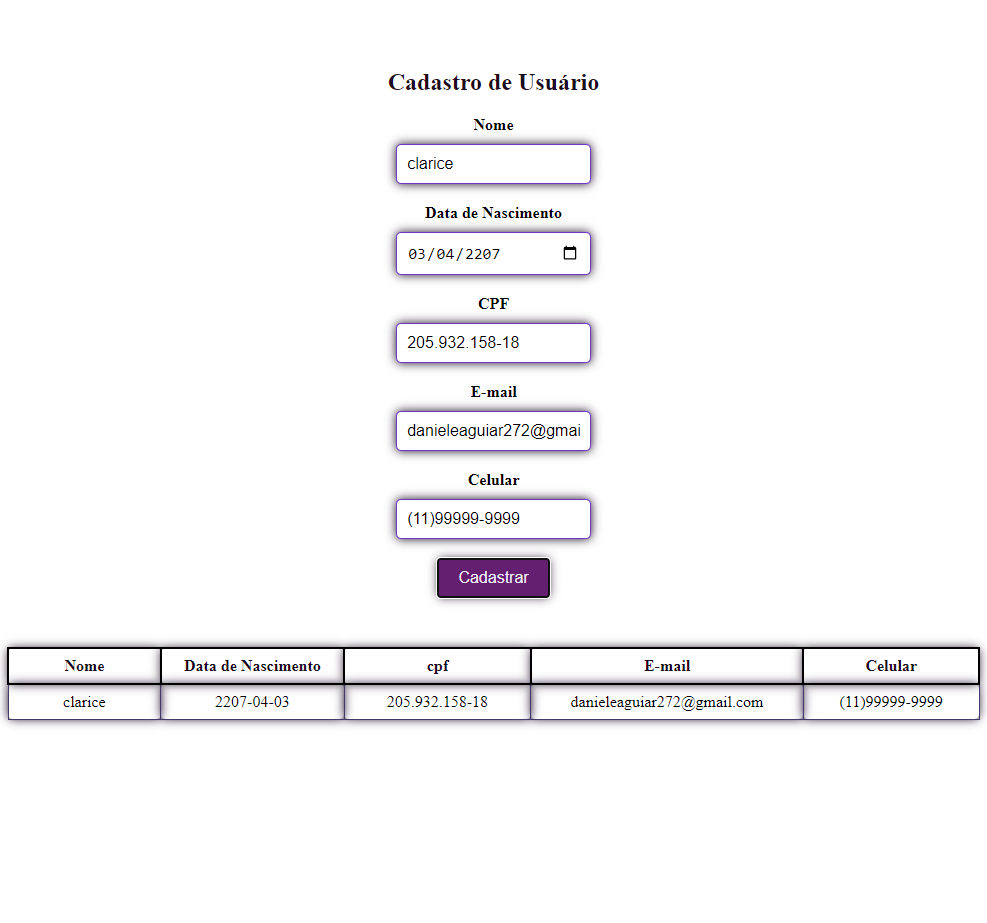 Cadastro de Usuário
Nome
clarice
Data de Nascimento
03/04/2207
CPF
205.932.158-18
E-mail
danieleaguiar272@gmai
Celular
(11)99999-9999
Cadastrar
Nome Data de Nascimento cpf E-mail Celular
clarice 2207-04-03 205.932.158-18 danieleaguiar272@gmail.com (11)99999-9999